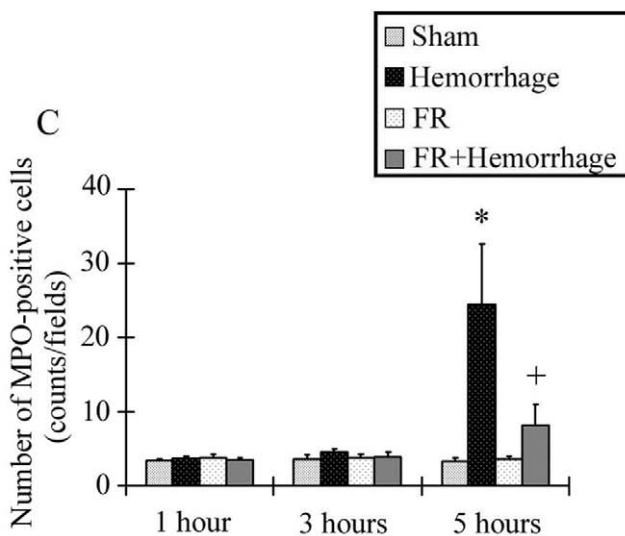 Sham
Hemorrhage
FR
FR+Hemorrhage
C
Number of MPO-positive cells
(counts/fields)
40
30
20
10
0
*
+
1 hour
3 hours
5 hours